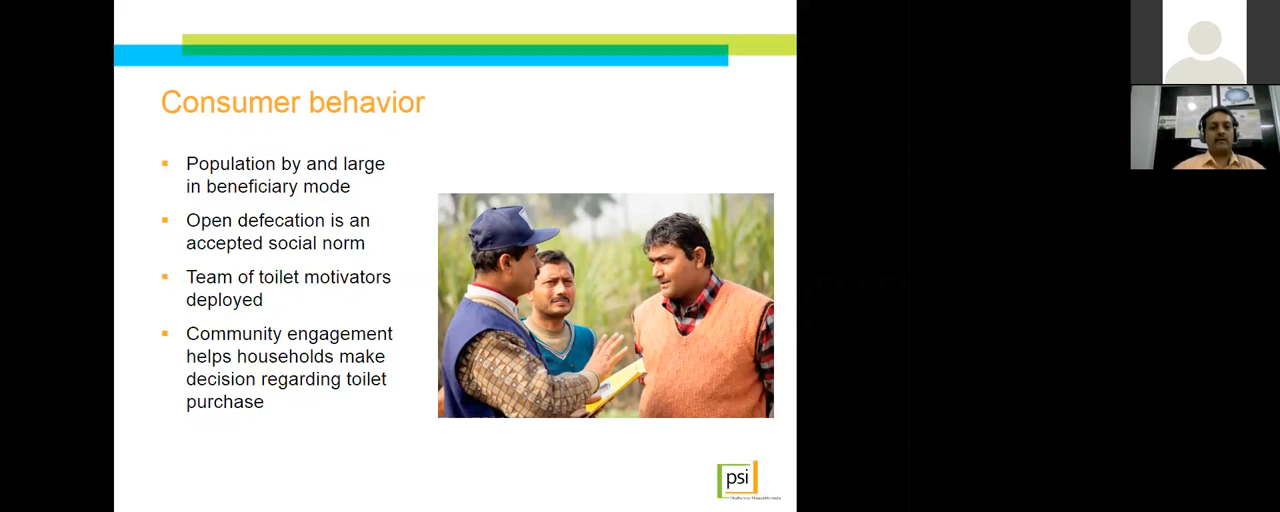 Consumer behavior
Population by and large
in beneficiary mode
Open defecation is an
accepted social norm
Team of toilet motivators
deployed
Community engagement
helps households make
decision regarding toilet
purchase
psi